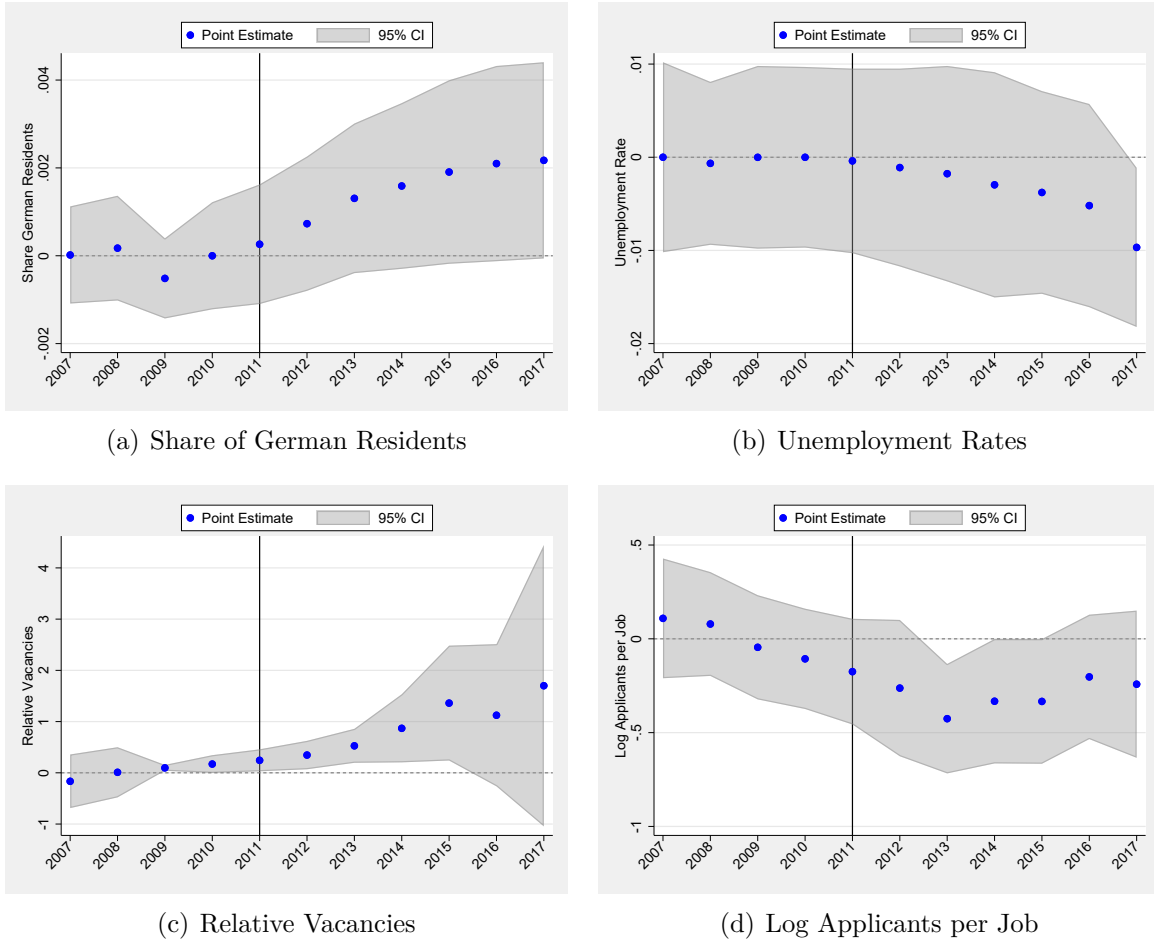 Point Estimate 95% CI
Share German Residents
.004
.002
0
-.002
2007 2008 2009 2010 2011 2012 2013 2014 2015 2016 2017
(a) Share of German Residents
Point Estimate 95% CI
Unemployment Rate
.01
0
-.01
-.02
2007 2008 2009 2010 2011 2012 2013 2014 2015 2016 2017
(b) Unemployment Rates
Point Estimate 95% CI
Relative Vacancies
4
3
2
1
0
-1
2007 2008 2009 2010 2011 2012 2013 2014 2015 2016 2017
(c) Relative Vacancies
Point Estimate 95% CI
Log Applicants per Job
.5
0
-.5
-1
2007 2008 2009 2010 2011 2012 2013 2014 2015 2016 2017
(d) Log Applicants per Job